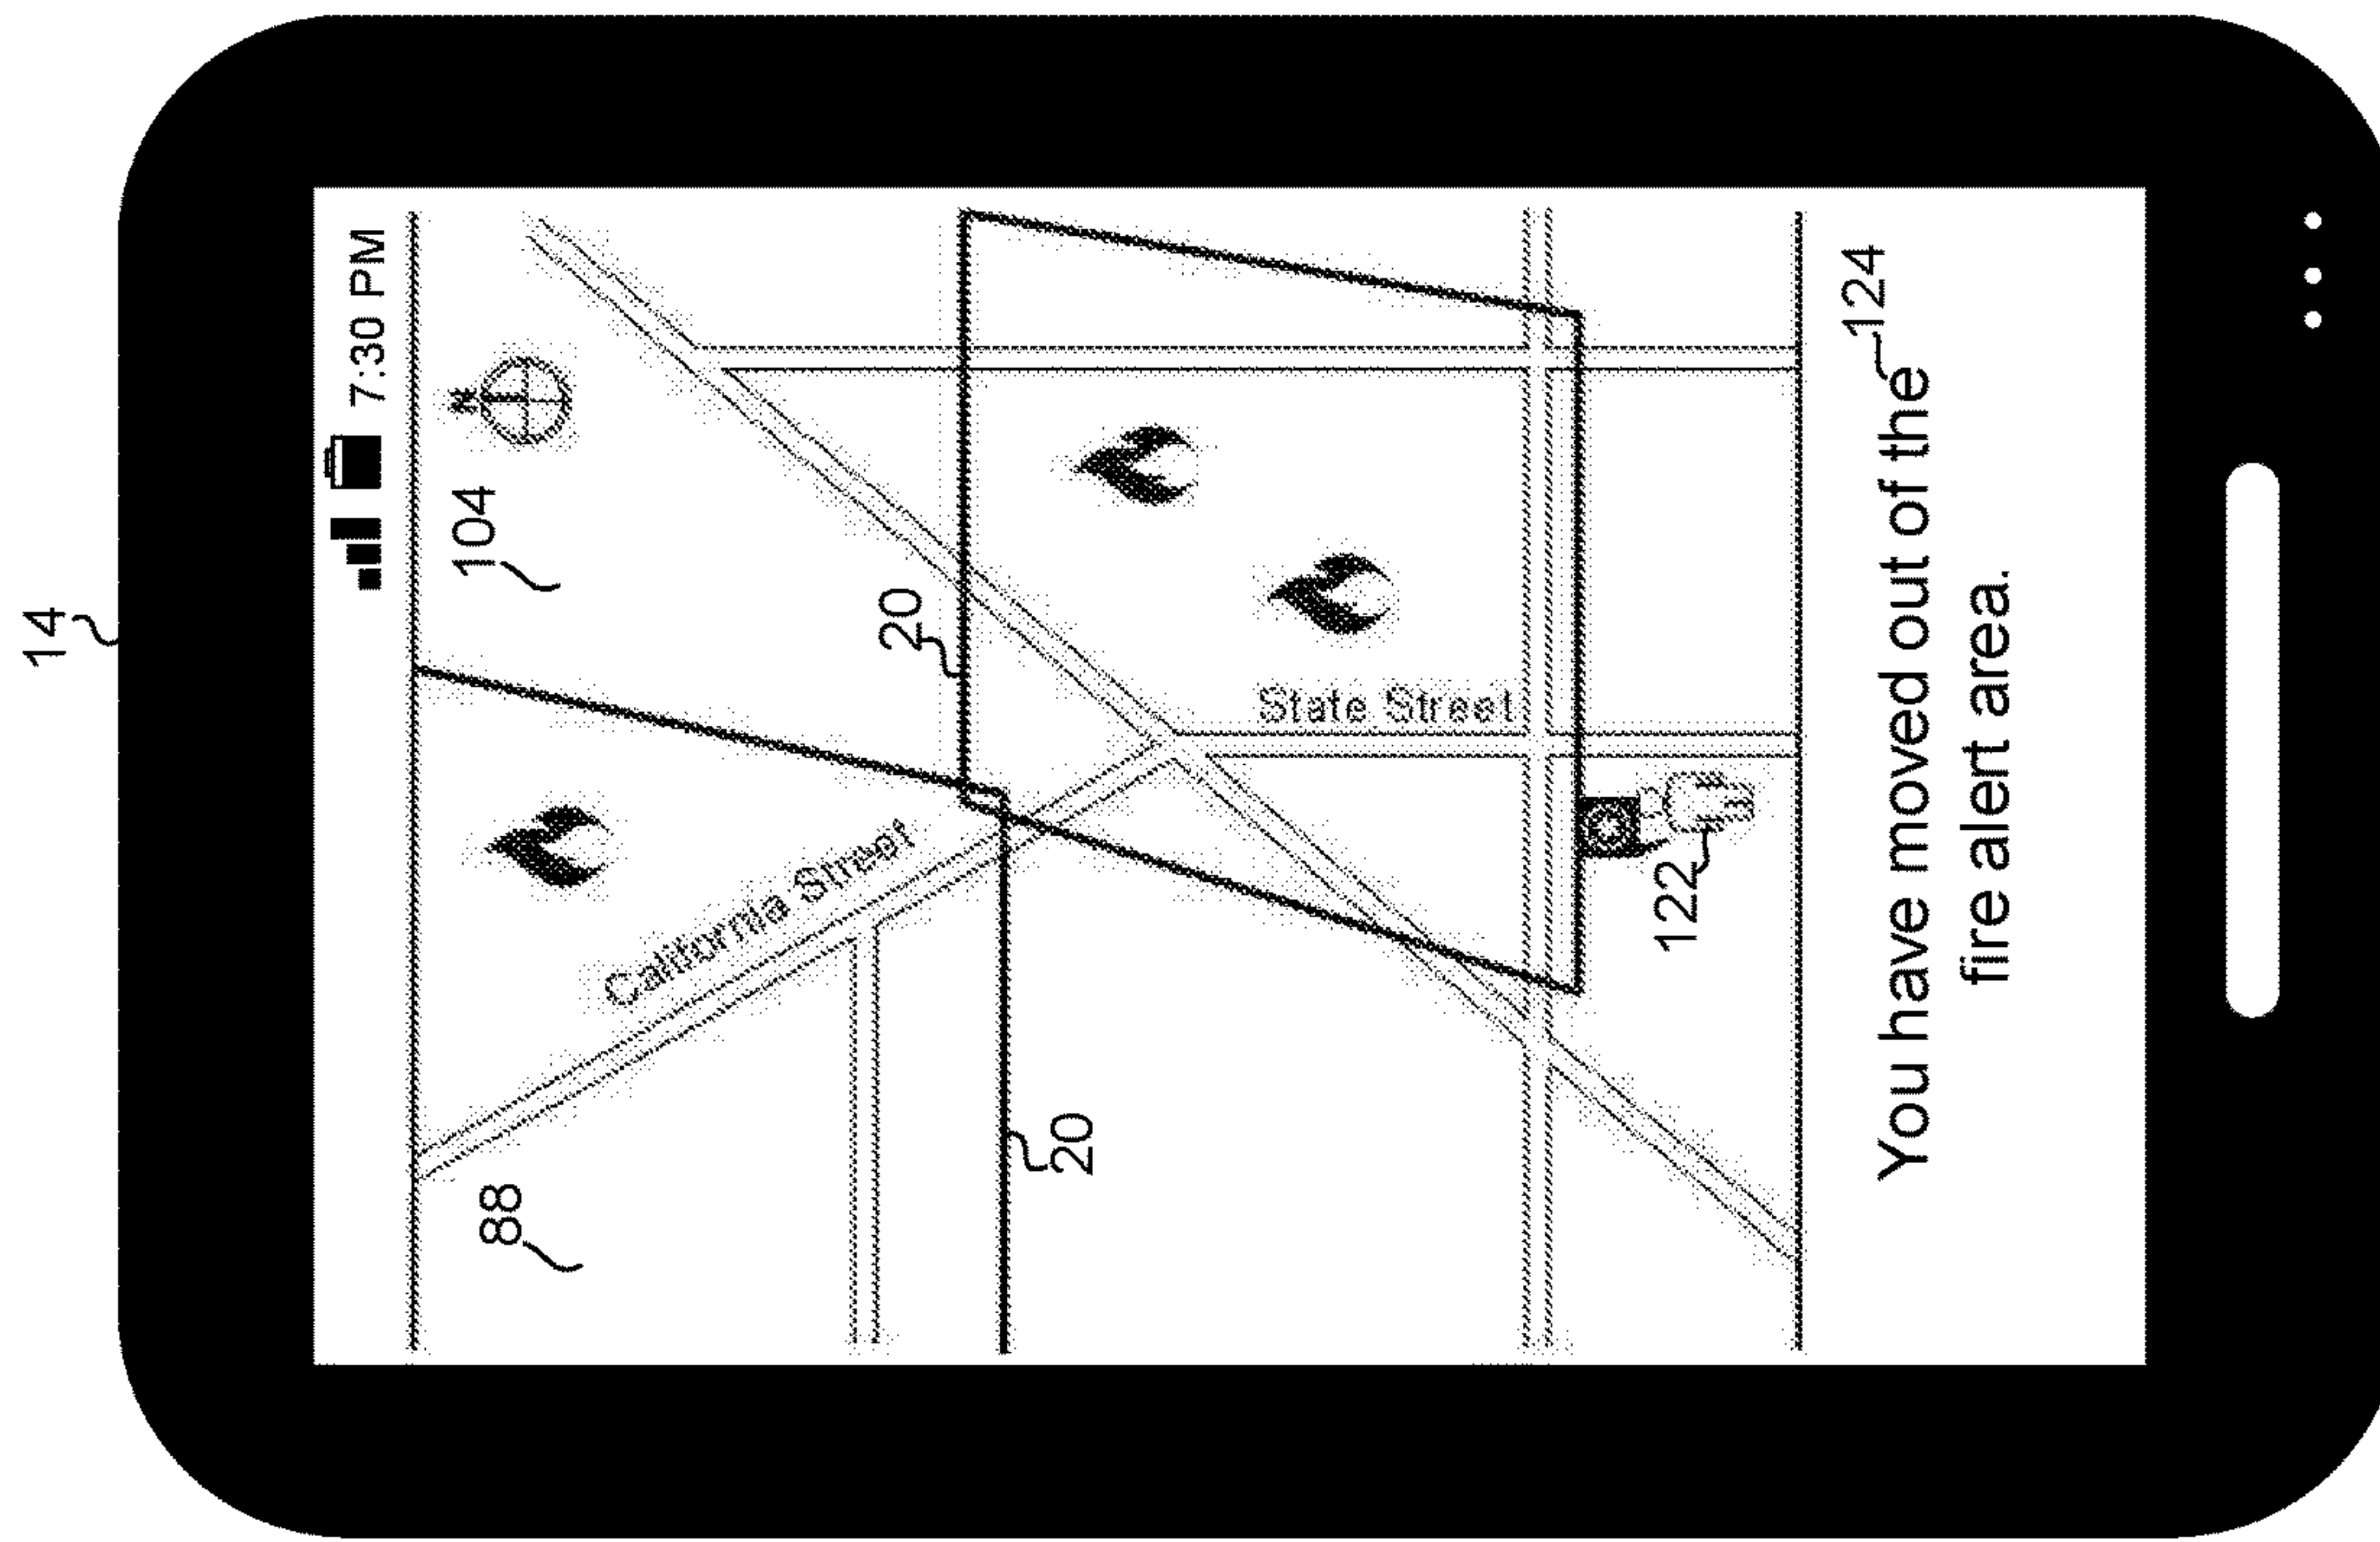 14
7:30 PM
N
104
88
20
California Street
20
State Street
122
124
You have moved out of the
fire alert area.